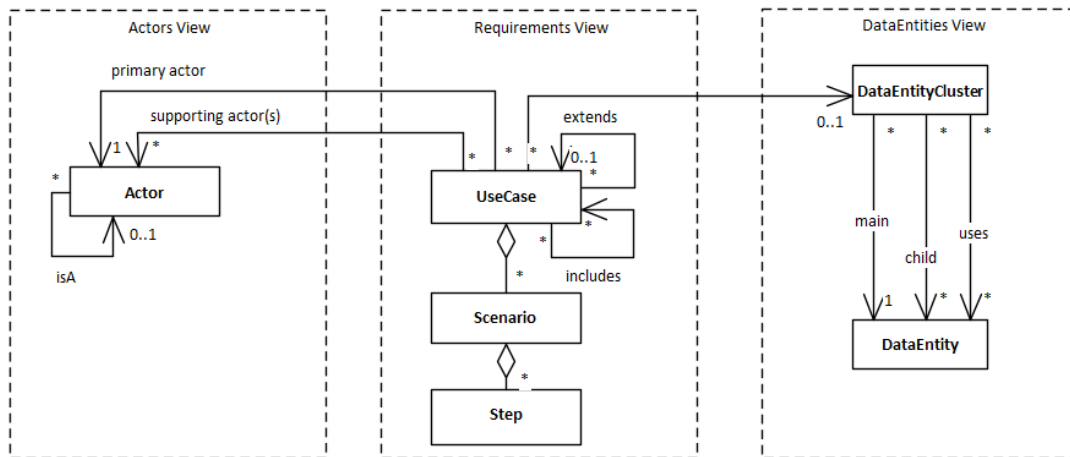 Actors View
Requirements View
DataEntities View
primary actor
supporting actor(s)
extends
DataEntityCluster
0..1
1
*
*
*
*
0..1
*
*
*
*
Actor
*
UseCase
*
0..1
isA
*
*
includes
main
child
uses
*
Scenario
1
*
*
DataEntity
*
Step